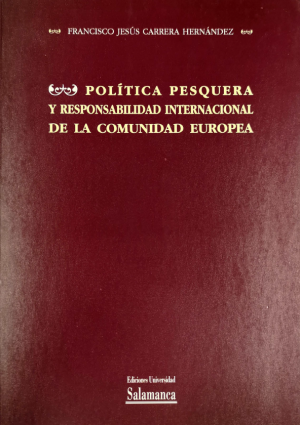 FRANCISCO JESÚS CARRERA HERNÁNDEZ
POLÍTICA PESQUERA
Y RESPONSABILIDAD INTERNACIONAL
DE LA COMUNIDAD EUROPEA
Ediciones Universidad
Salamanca